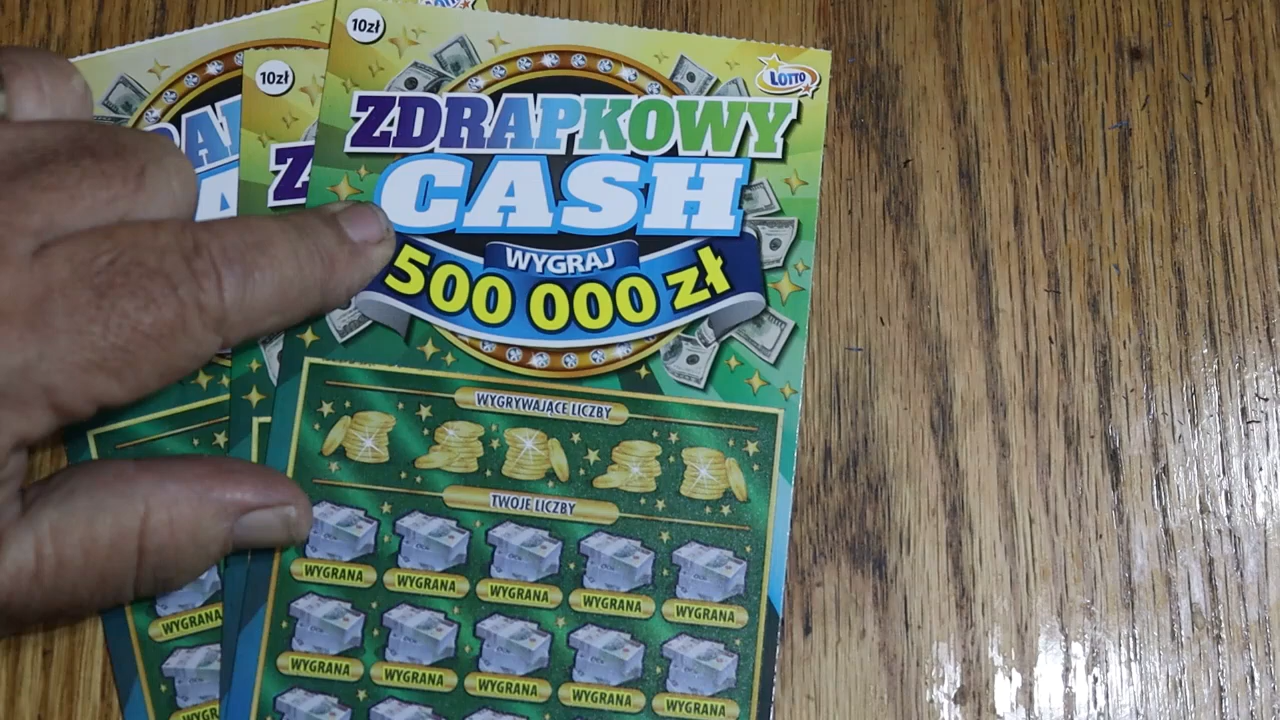 10zł
LOTTO
ZDRAPKOWY
CASH
WYGRAJ
500 000 zł
WYGRYWAJĄCE LICZBY
TWOJE LICZBY
WYGRANA WYGRANA WYGRANA WYGRANA WYGRANA
WYGRANA WYGRANA WYGRANA WYGRANA WYGRANA
10zł
Z
WYGRANA